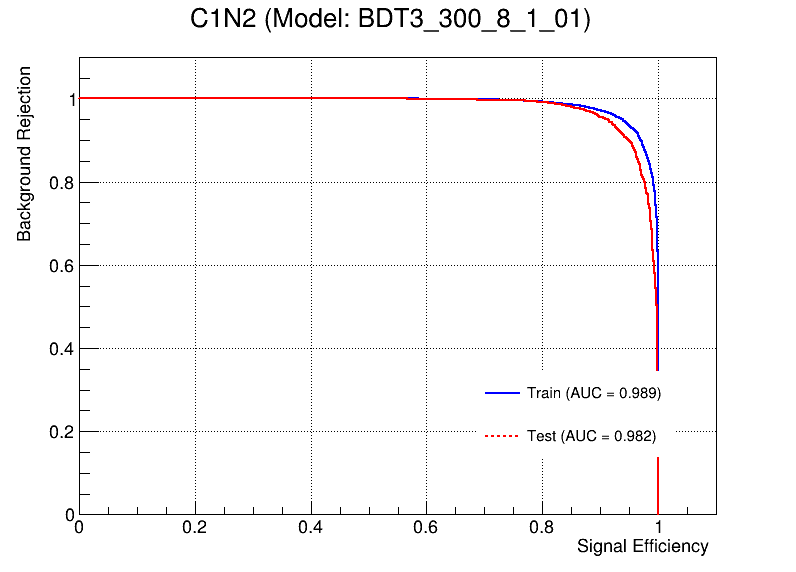 C1N2 (Model: BDT3_300_8_1_01)
Background Rejection
1
0.8
0.6
0.4
0.2
0
Train (AUC = 0.989)
Test (AUC = 0.982)
0 0.2 0.4 0.6 0.8 1
Signal Efficiency